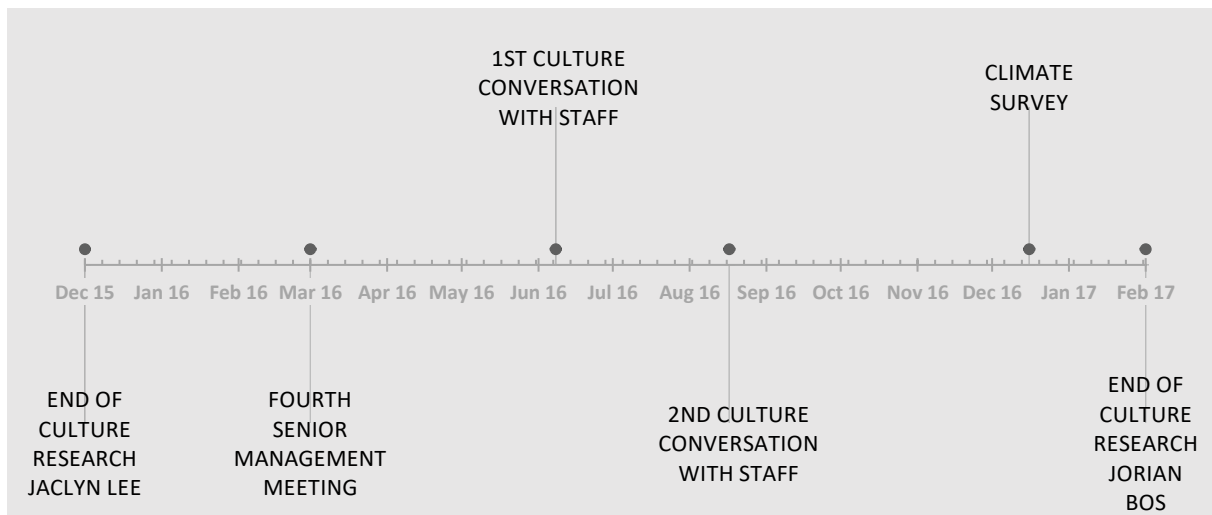 1ST CULTURE
CONVERSATION
WITH STAFF
CLIMATE
SURVEY
Dec 15 Jan 16 Feb 16 Mar 16 Apr 16 May 16 Jun 16 Jul 16 Aug 16 Sep 16 Oct 16 Nov 16 Dec 16 Jan 17 Feb 17
END OF
CULTURE
RESEARCH
JACLYN LEE
FOURTH
SENIOR
MANAGEMENT
MEETING
2ND CULTURE
CONVERSATION
WITH STAFF
END OF
CULTURE
RESEARCH
JORIAN
BOS